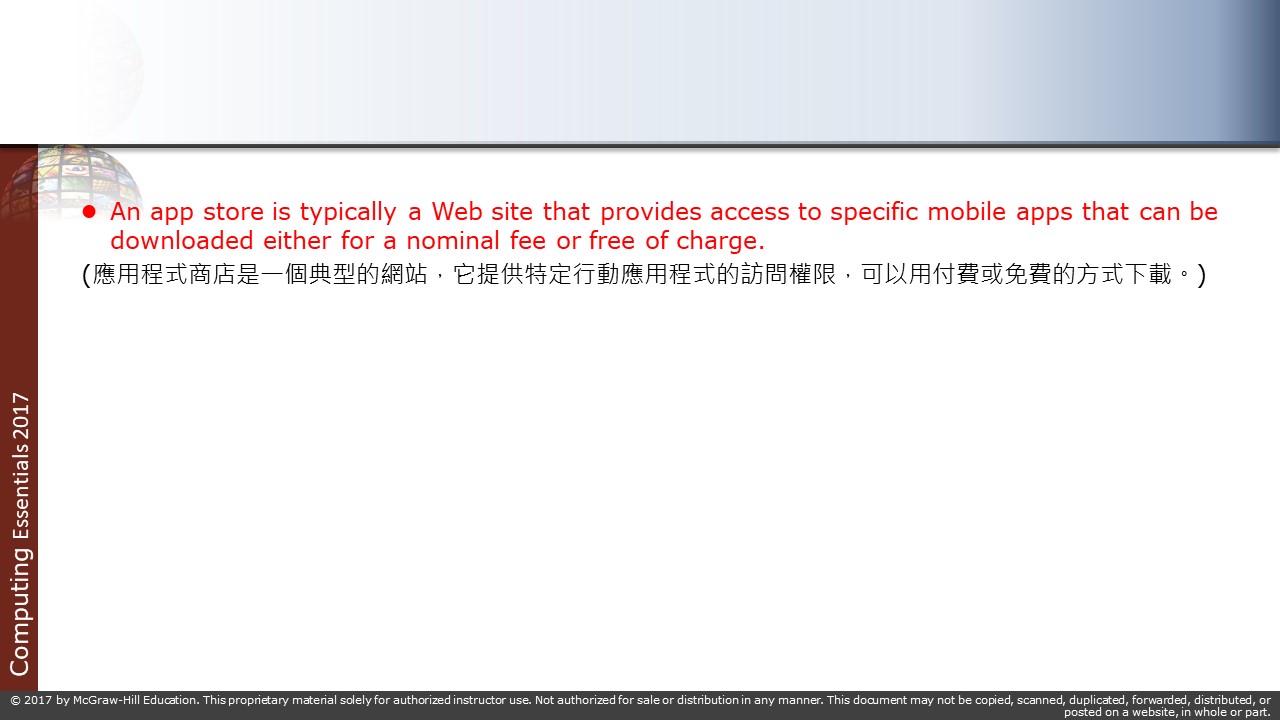 ● An app store is typically a Web site that provides access to specific mobile apps that can be
downloaded either for a nominal fee or free of charge.
(應用程式商店是一個典型的網站，它提供特定行動應用程式的訪問權限，可以用付費或免費的方式下載。)
Computing Essentials 2017
© 2017 by McGraw-Hill Education. This proprietary material solely for authorized instructor use. Not authorized for sale or distribution in any manner. This document may not be copied, scanned, duplicated, forwarded, distributed, or
posted on a website, in whole or part.